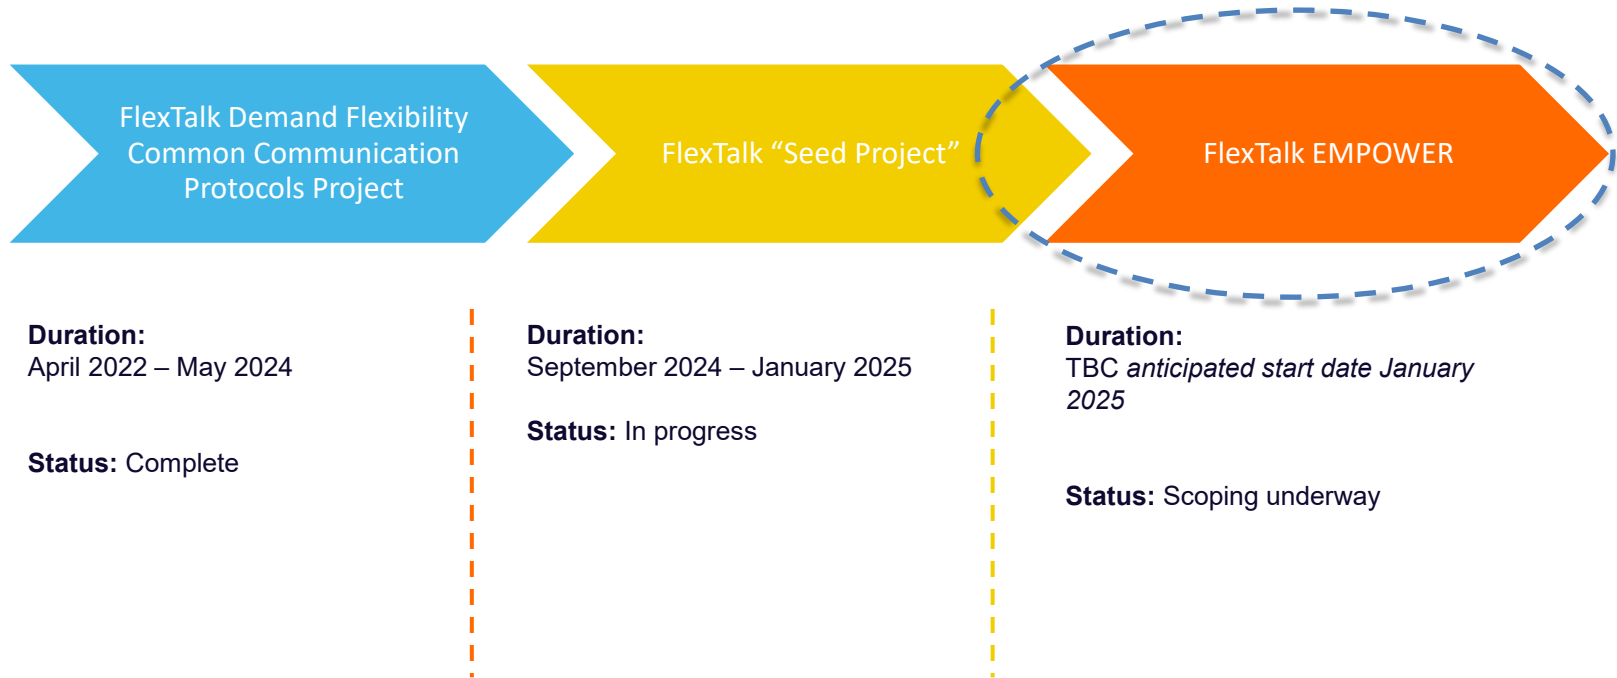 FlexTalk Demand Flexibility
Common Communication
Protocols Project
FlexTalk “Seed Project”
FlexTalk EMPOWER
Duration:
April 2022 – May 2024
Status: Complete
Duration:
September 2024 – January 2025
Status: In progress
Duration:
TBC anticipated start date January
2025
Status: Scoping underway